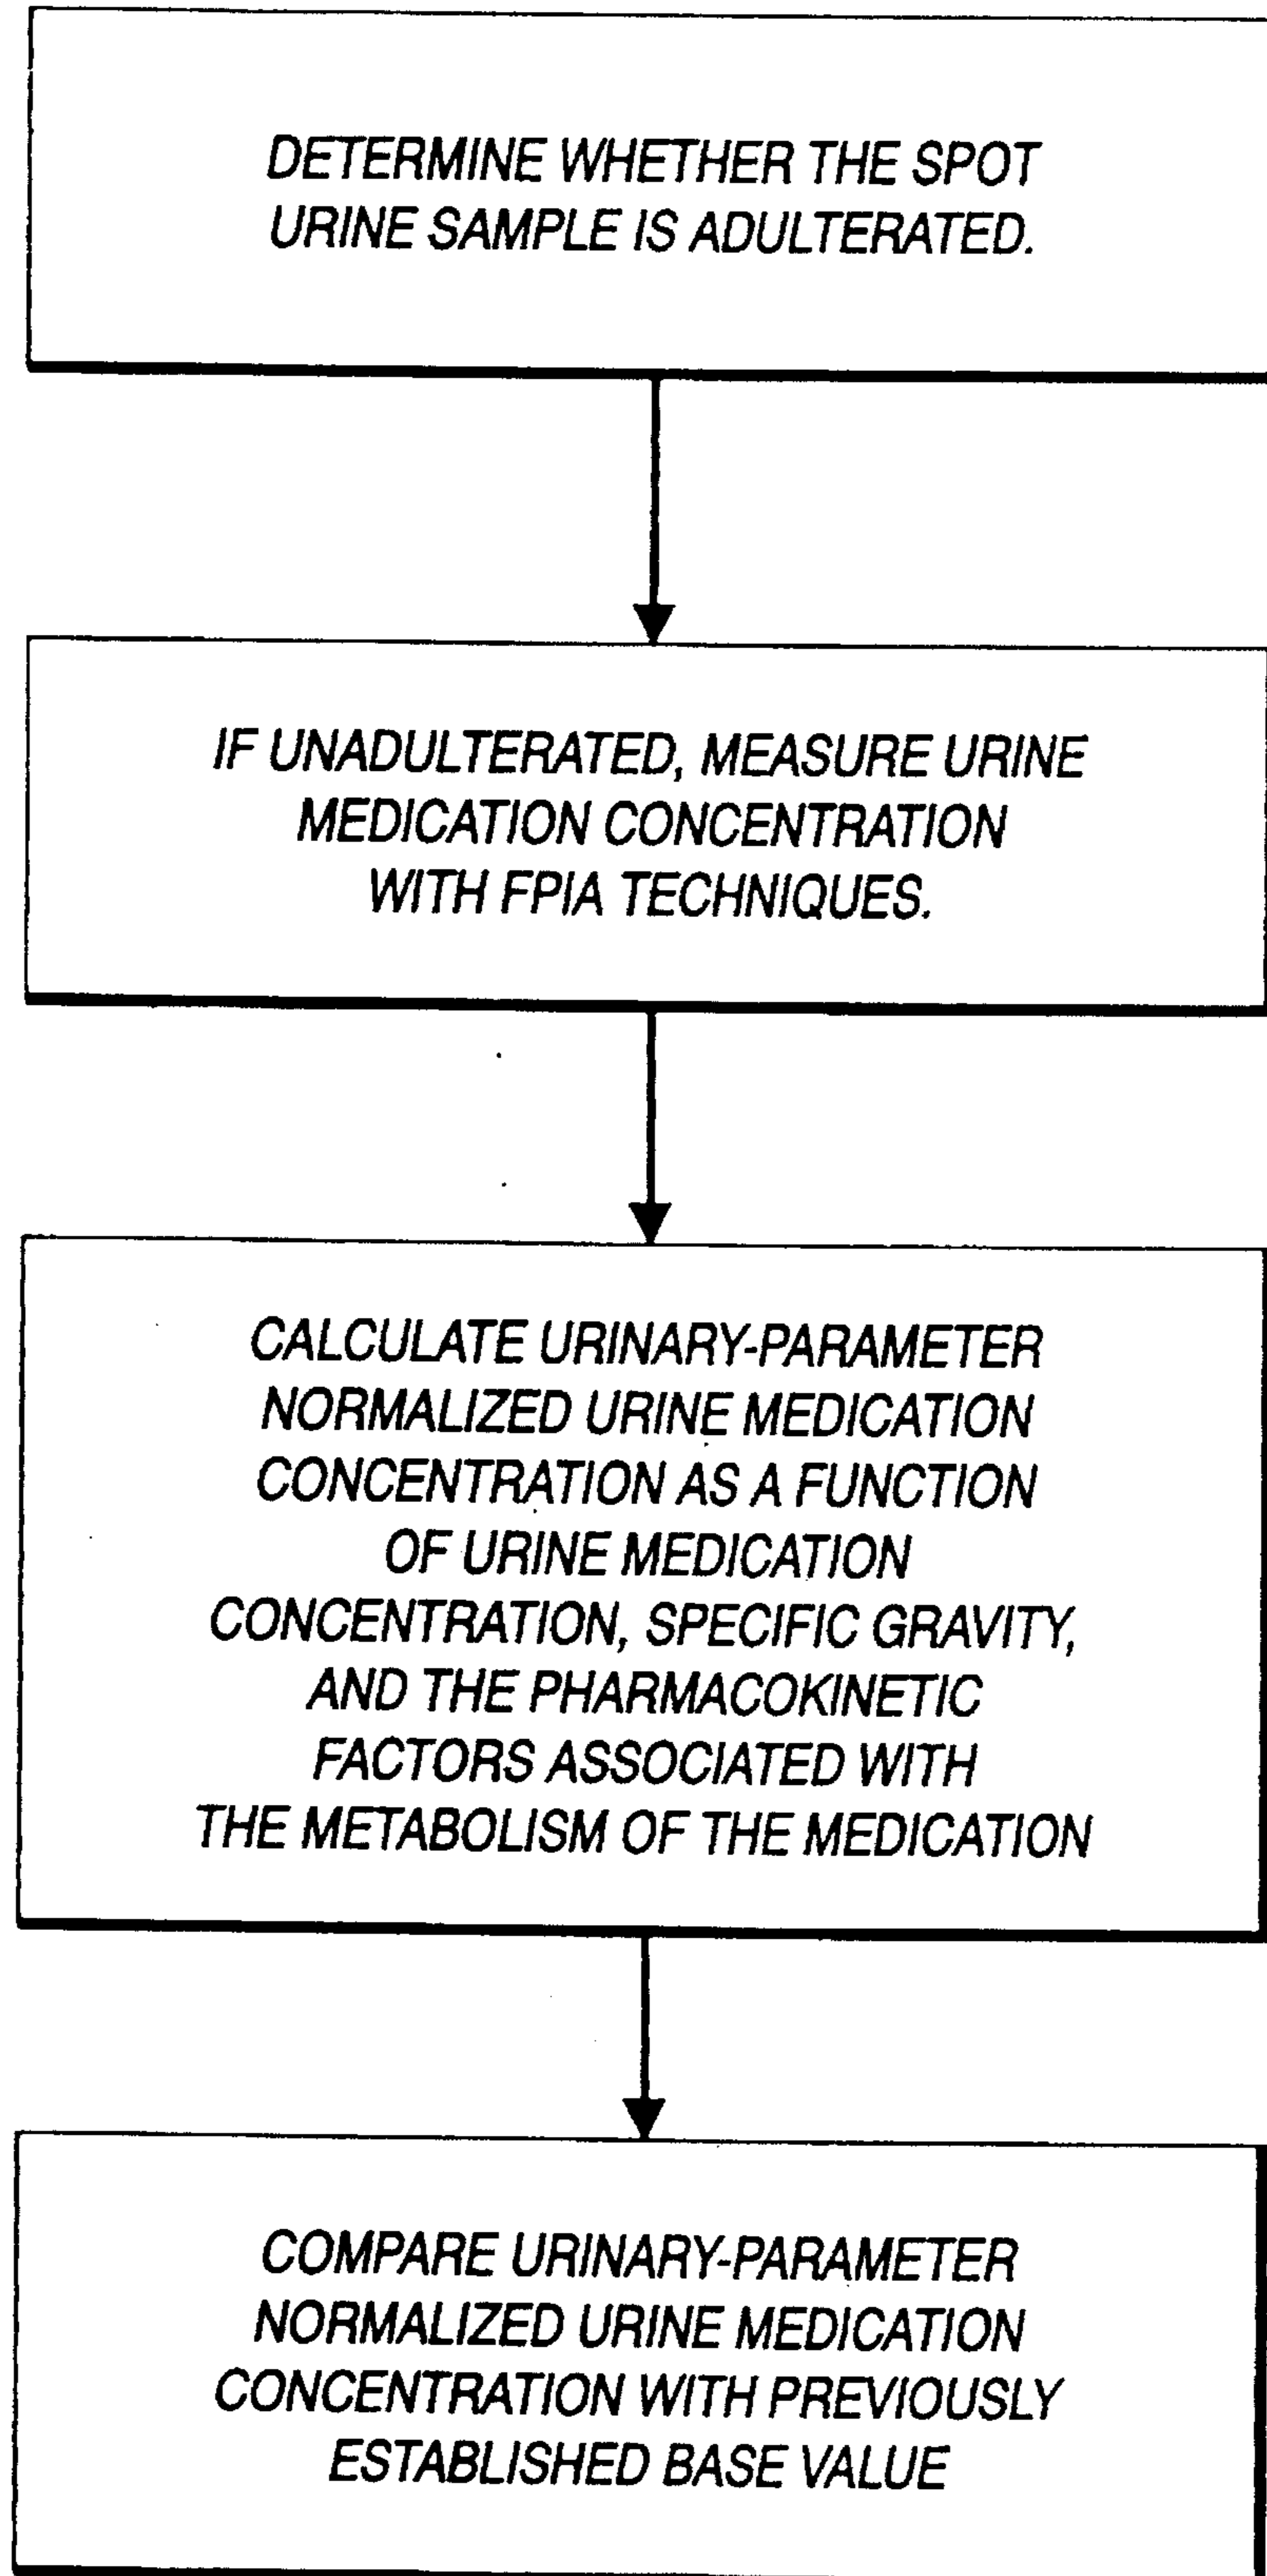 DETERMINE WHETHER THE SPOT
URINE SAMPLE IS ADULTERATED.
IF UNADULTERATED, MEASURE URINE
MEDICATION CONCENTRATION
WITH FPIA TECHNIQUES.
CALCULATE URINARY-PARAMETER
NORMALIZED URINE MEDICATION
CONCENTRATION AS A FUNCTION
OF URINE MEDICATION
CONCENTRATION, SPECIFIC GRAVITY,
AND THE PHARMACOKINETIC
FACTORS ASSOCIATED WITH
THE METABOLISM OF THE MEDICATION
COMPARE URINARY-PARAMETER
NORMALIZED URINE MEDICATION
CONCENTRATION WITH PREVIOUSLY
ESTABLISHED BASE VALUE